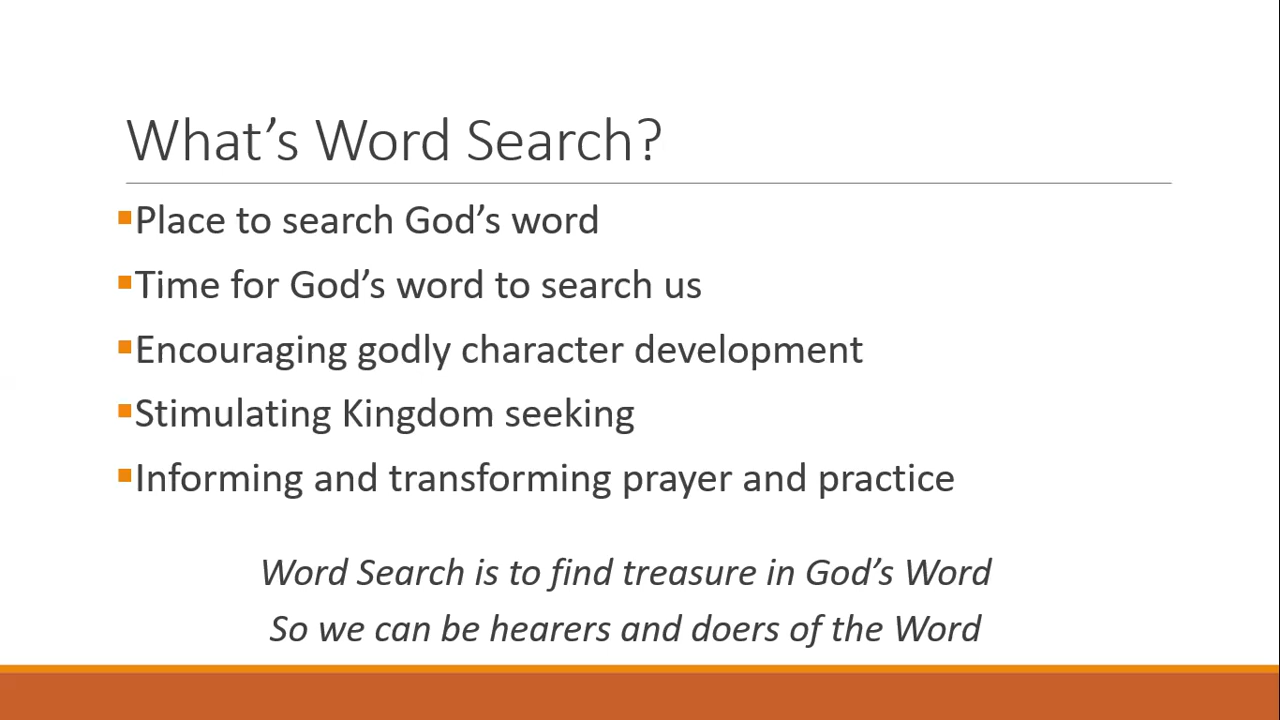 What’s Word Search?
▪Place to search God’s word
▪Time for God’s word to search us
▪Encouraging godly character development
▪Stimulating Kingdom seeking
▪Informing and transforming prayer and practice
Word Search is to find treasure in God’s Word
So we can be hearers and doers of the Word